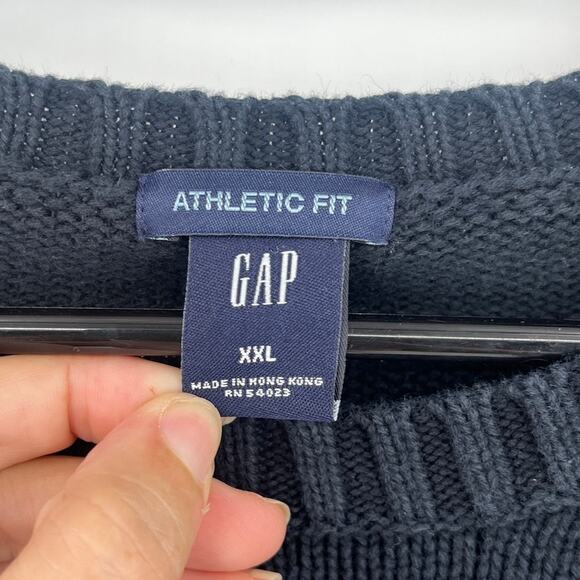 ATHLETIC FIT
GAP
XXL
MADE IN HONG KONG
RN 54023